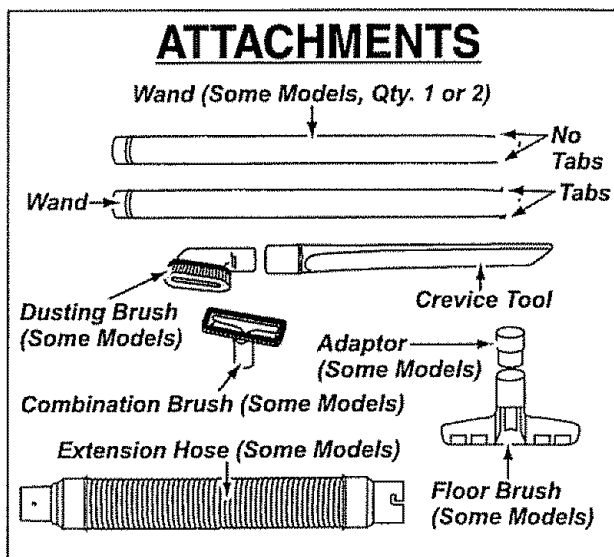 ATTACHMENTS
Wand (Some Models, Qty. 1 or 2)
No
Tabs
Wand
Tabs
Dusting Brush
(Some Models)
Crevice Tool
Adaptor
(Some Models)
Combination Brush (Some Models)
Extension Hose (Some Models)
Floor Brush
(Some Models)